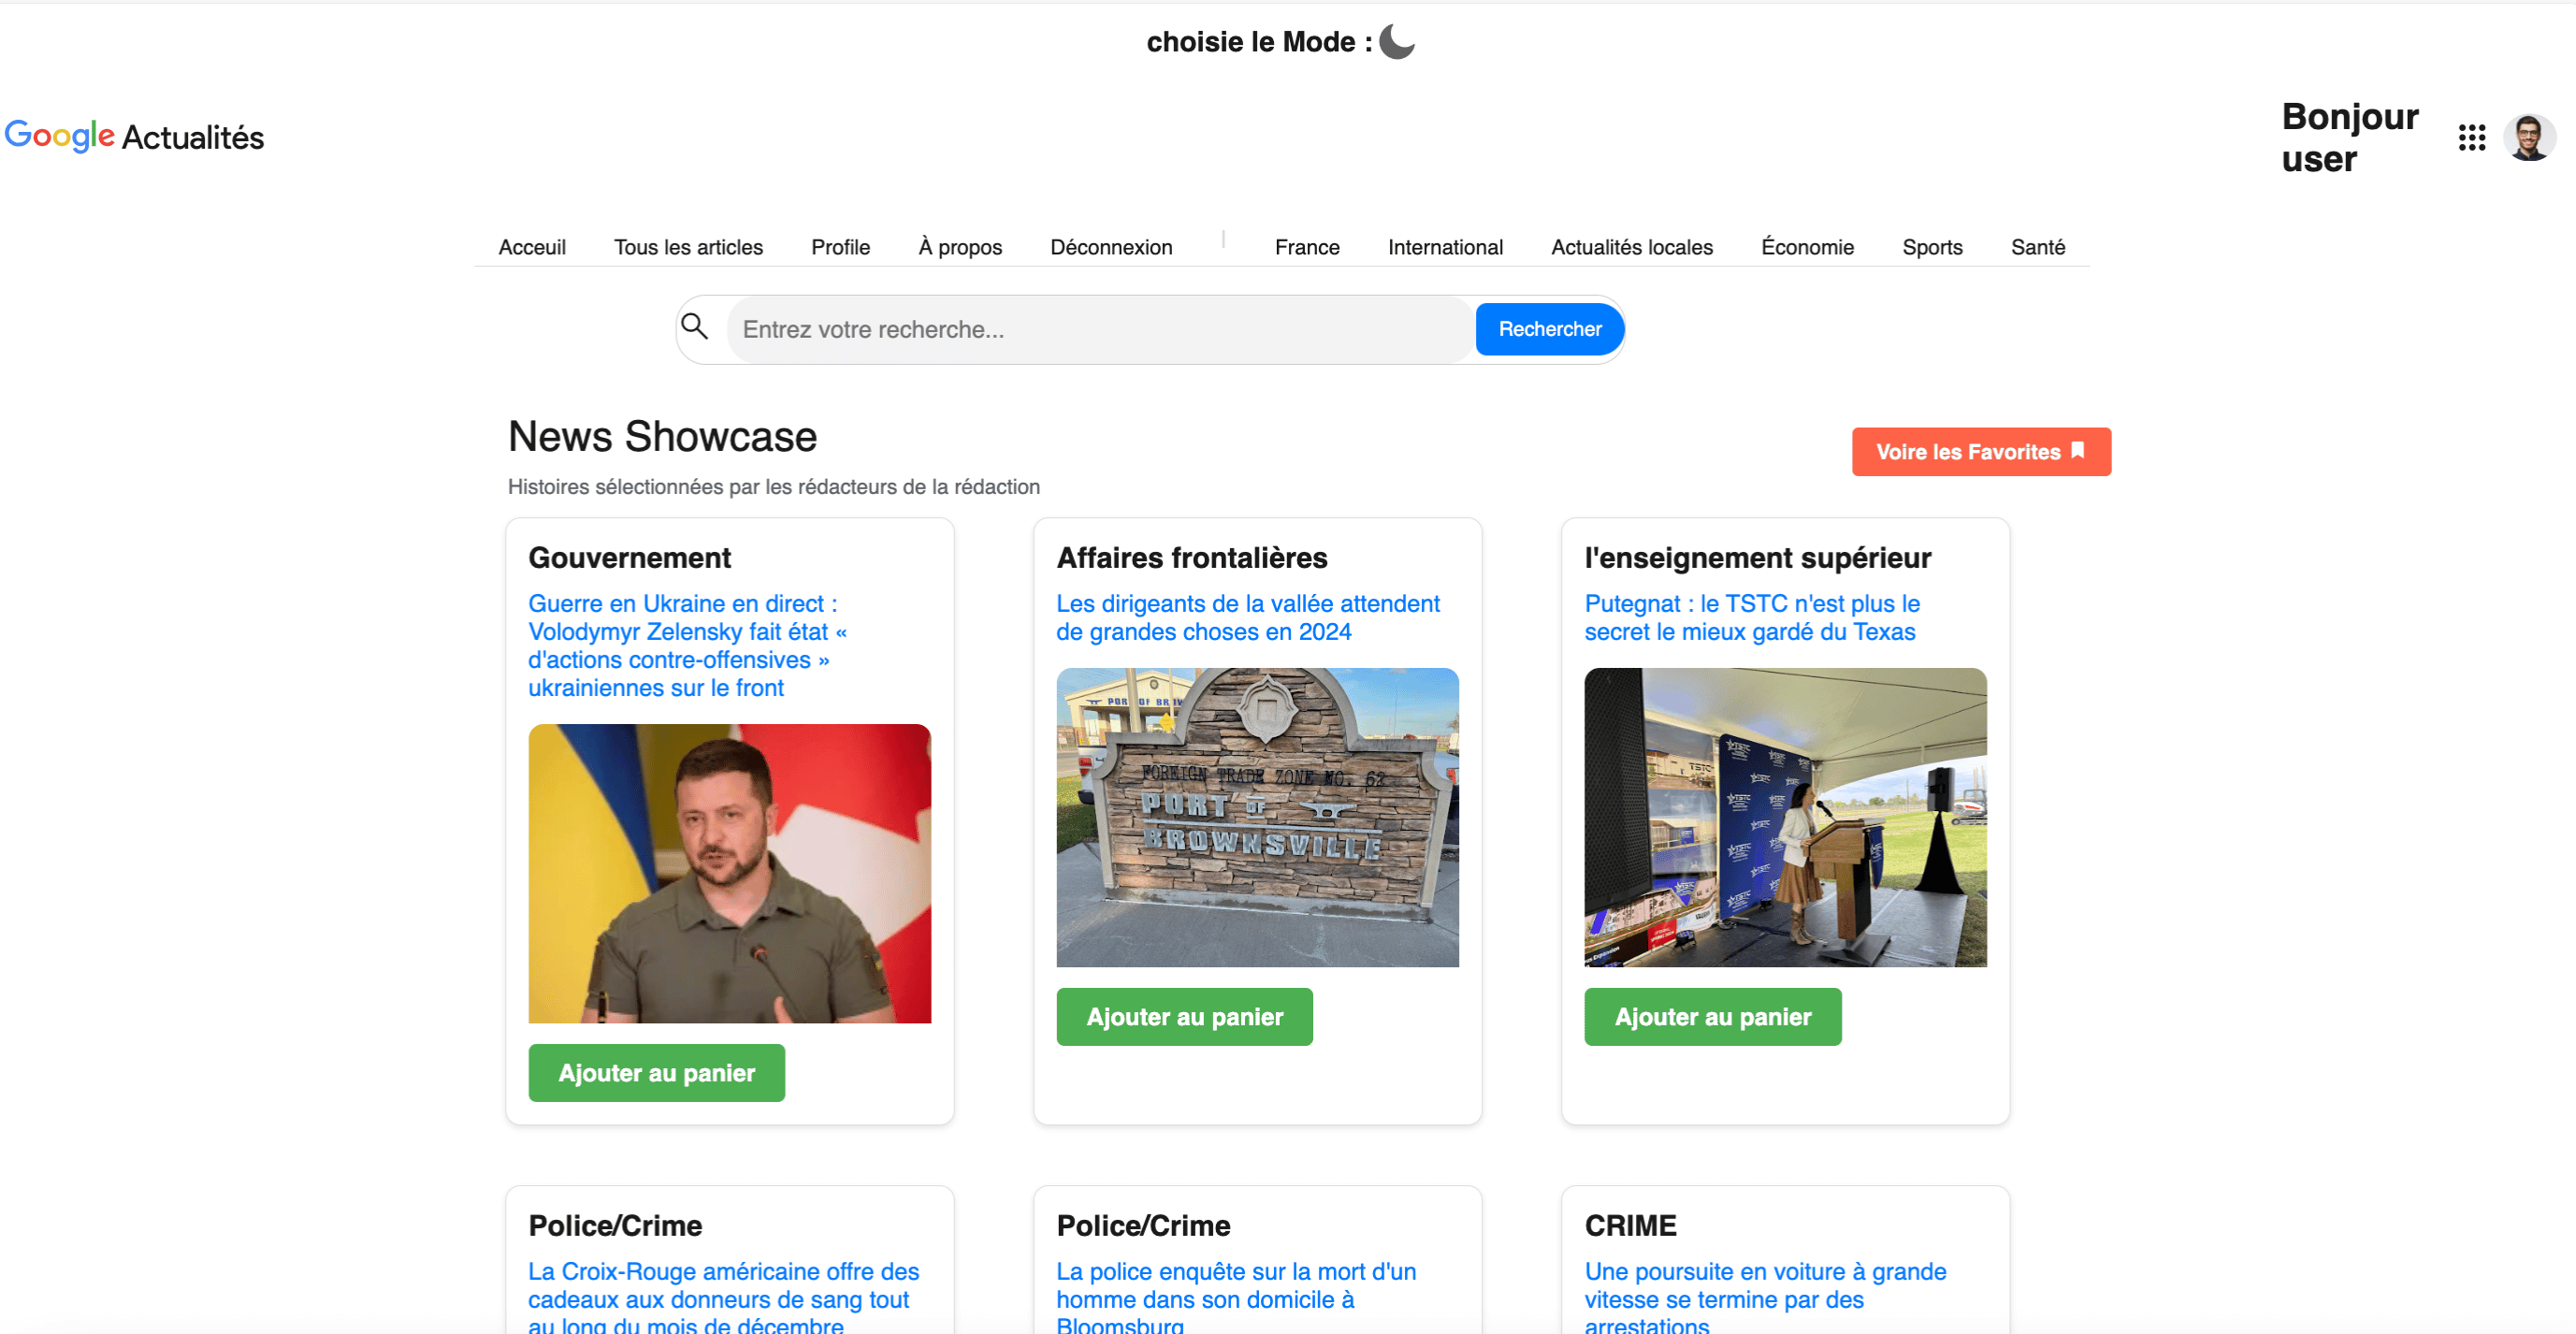 choisie le Mode :
Google Actualités
Bonjour
user
Acceuil Tous les articles Profile À propos Déconnexion | France International Actualités locales Économie Sports Santé
Entrez votre recherche... Rechercher
News Showcase
Voire les Favorites
Histoires sélectionnées par les rédacteurs de la rédaction
Gouvernement
Guerre en Ukraine en direct :
Volodymyr Zelensky fait état «
d'actions contre-offensives »
ukrainiennes sur le front
Ajouter au panier
Affaires frontalières
Les dirigeants de la vallée attendent
de grandes choses en 2024
FOREIGN TRADE ZONE NO. 62
PORT OF
BROWNSVILLE
Ajouter au panier
l'enseignement supérieur
Putegnat : le TSTC n'est plus le
secret le mieux gardé du Texas
TSTC
Ajouter au panier
Police/Crime
La Croix-Rouge américaine offre des
cadeaux aux donneurs de sang tout
au long du mois de décembre
Police/Crime
La police enquête sur la mort d'un
homme dans son domicile à
Bloomsburg
CRIME
Une poursuite en voiture à grande
vitesse se termine par des
arrestations